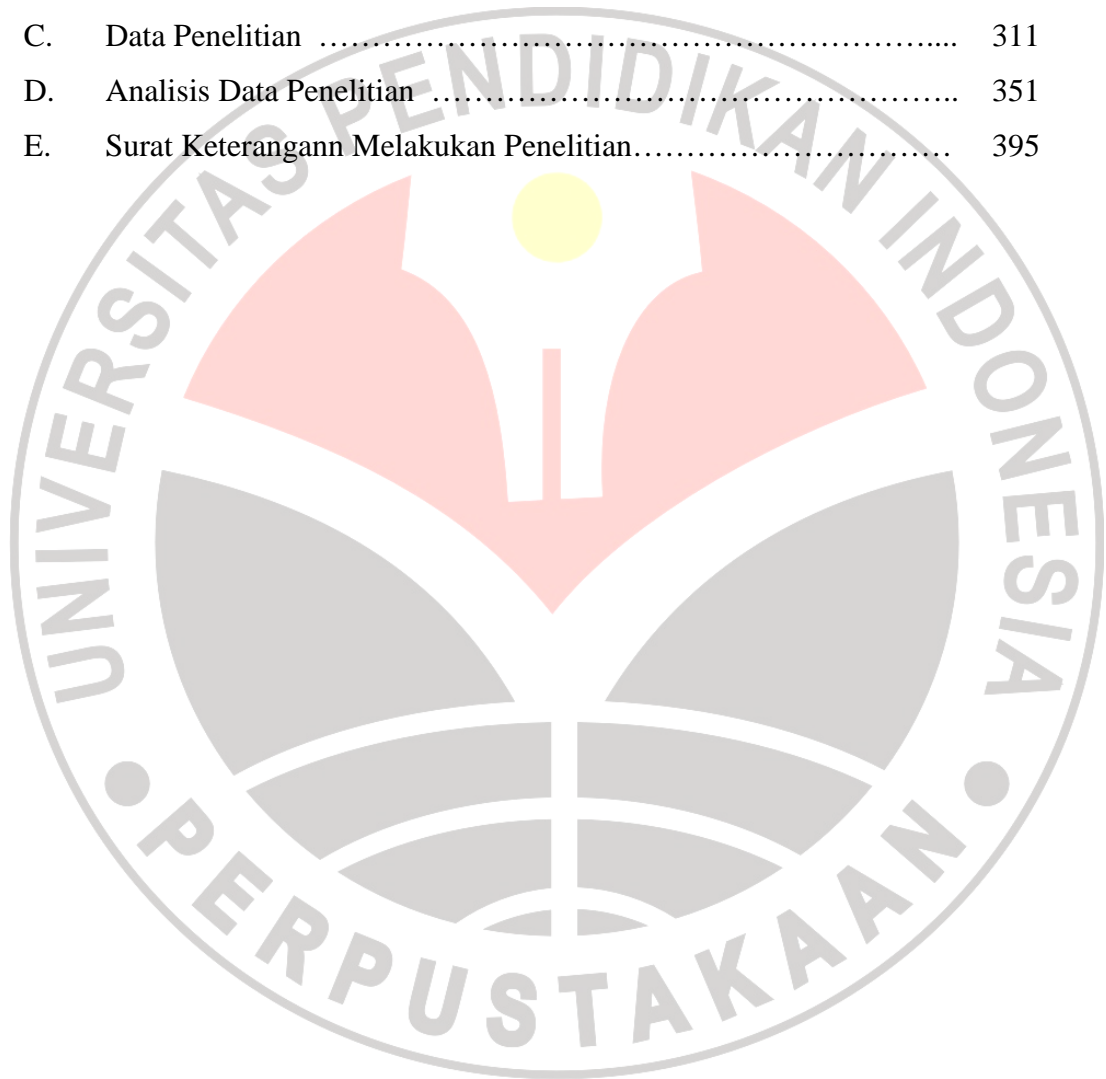 C. Data Penelitian ………………………………………………….... 311
D. Analisis Data Penelitian ………………………………………….. 351
E. Surat Keterangann Melakukan Penelitian………………………… 395
UNIVERSITAS PENDIDIKAN INDONESIA
PERPUSTAKAAN